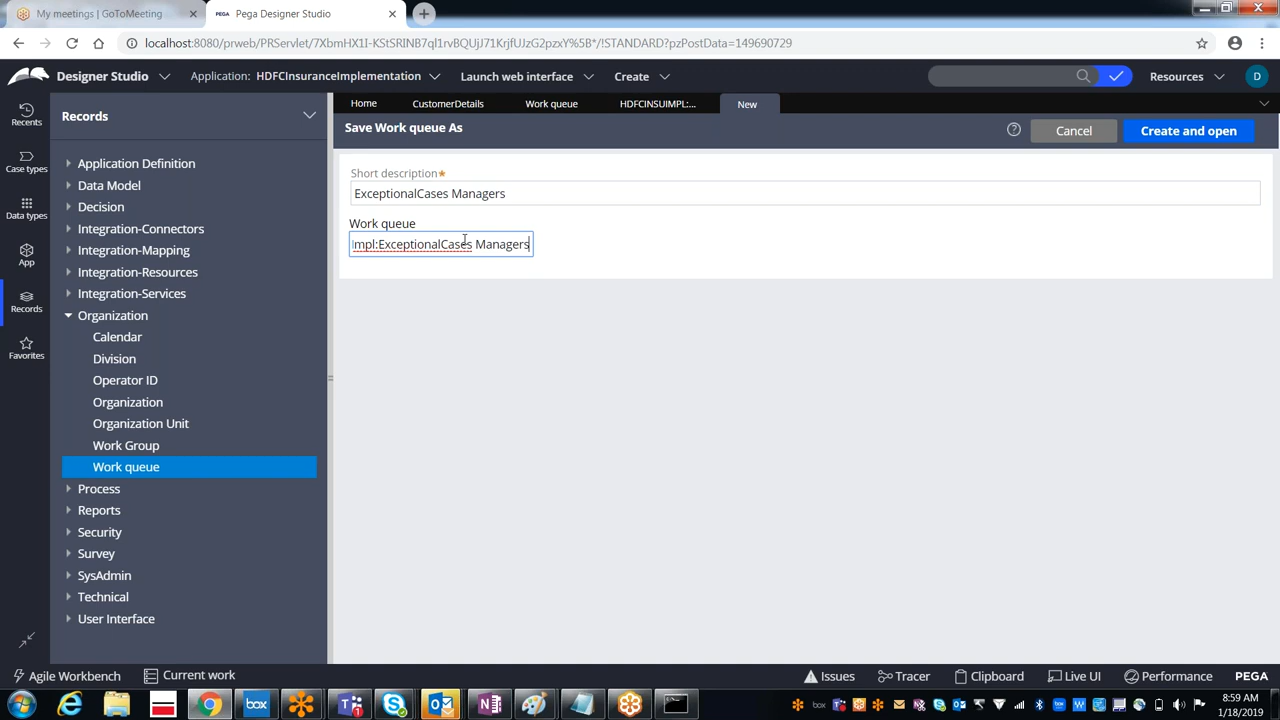 My meetings | GoToMeeting
PEGA Pega Designer Studio
localhost:8080/prweb/PRServlet/7XbmHX1I-KStSRINB7ql1rvBQUjJ71KrjfUJzG2pzxY%5B*/!STANDARD?pzPostData=149690729
Designer Studio
Application: HDFCInsuranceImplementation
Launch web interface
Create
Resources
D
Recents
Case types
Data types
App
Records
Favorites
Records
Application Definition
Data Model
Decision
Integration-Connectors
Integration-Mapping
Integration-Resources
Integration-Services
Organization
Calendar
Division
Operator ID
Organization
Organization Unit
Work Group
Work queue
Process
Reports
Security
Survey
SysAdmin
Technical
User Interface
Home
CustomerDetails
Work queue
HDFCINSUIMPL:...
New
Save Work queue As
Cancel
Create and open
Short description★
ExceptionalCases Managers
Work queue
Impl:ExceptionalCases Managers
Agile Workbench
Current work
Issues
Tracer
Clipboard
Live UI
Performance
PEGA
box
box
8:59 AM
1/18/2019